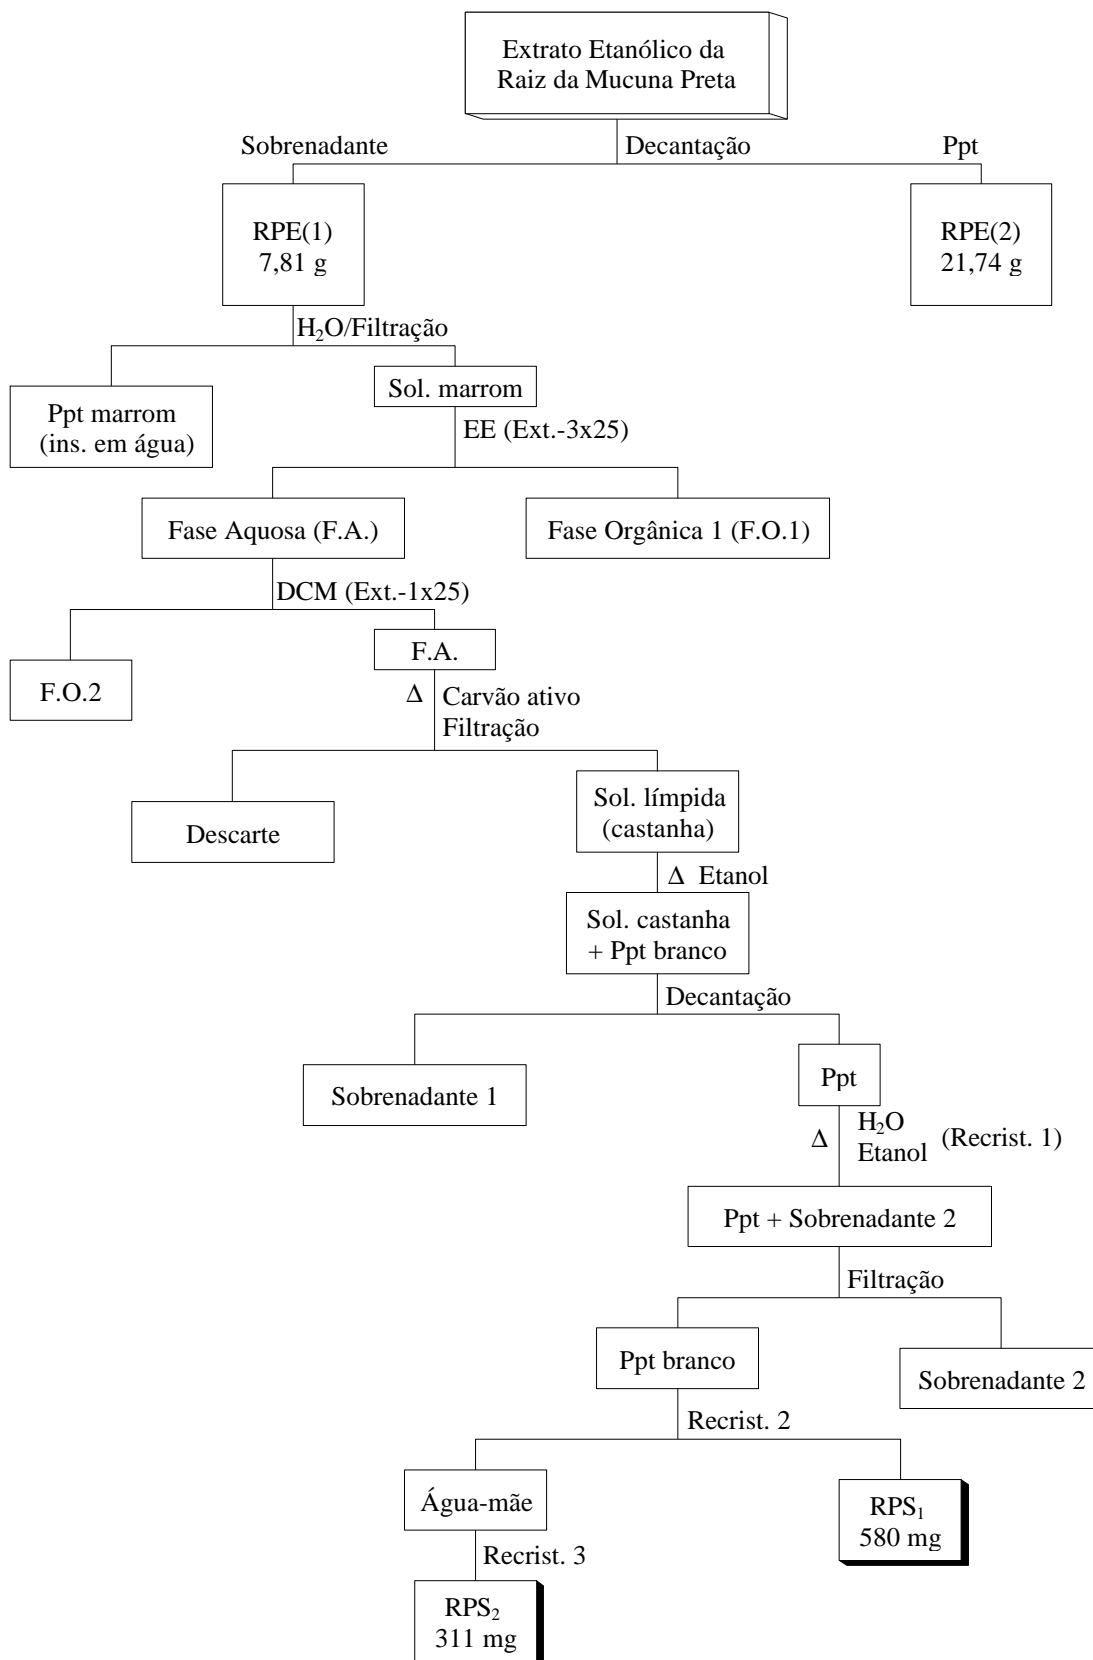 Extrato Etanólico da
Raiz da Mucuna Preta
Sobrenadante
Decantação
Ppt
RPE(1)
7,81 g
RPE(2)
21,74 g
H₂O/Filtração
Ppt marrom
(ins. em água)
Sol. marrom
EE (Ext.-3x25)
Fase Aquosa (F.A.)
Fase Orgânica 1 (F.O.1)
DCM (Ext.-1x25)
F.O.2
F.A.
Δ Carvão ativo
Filtração
Descarte
Sol. límpida
(castanha)
Δ Etanol
Sol. castanha
+ Ppt branco
Decantação
Sobrenadante 1
Ppt
Δ
H₂O
Etanol
(Recrist. 1)
Ppt + Sobrenadante 2
Filtração
Ppt branco
Sobrenadante 2
Recrist. 2
Água-mãe
RPS₁
580 mg
Recrist. 3
RPS₂
311 mg